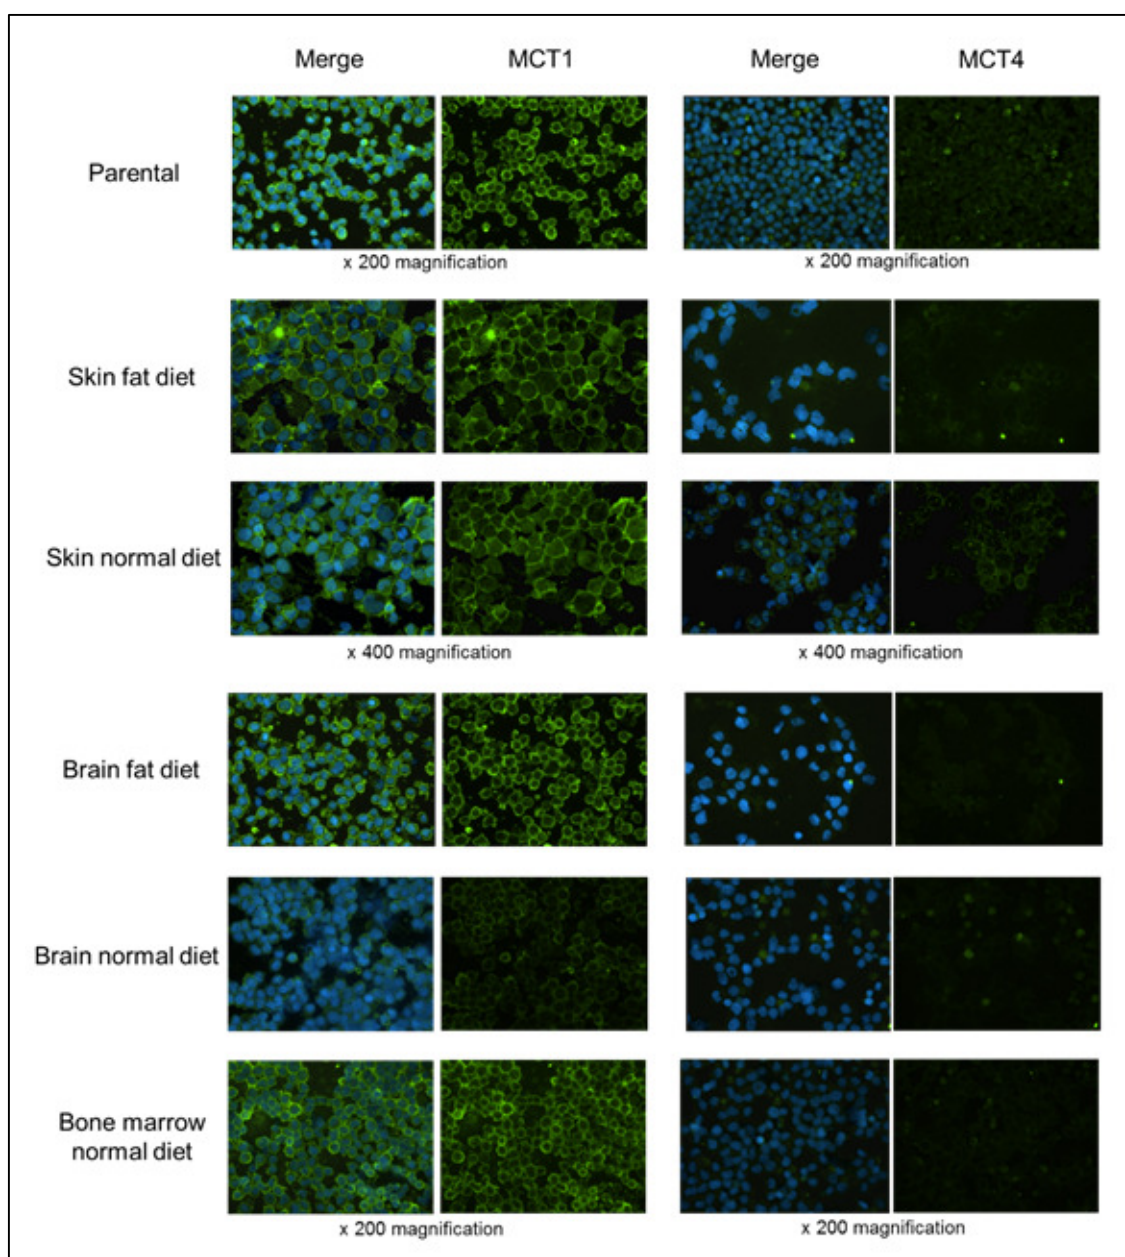 Merge MCT1 Merge MCT4
Parental
x 200 magnification x 200 magnification
Skin fat diet
Skin normal diet
x 400 magnification x 400 magnification
Brain fat diet
Brain normal diet
Bone marrow
normal diet
x 200 magnification x 200 magnification